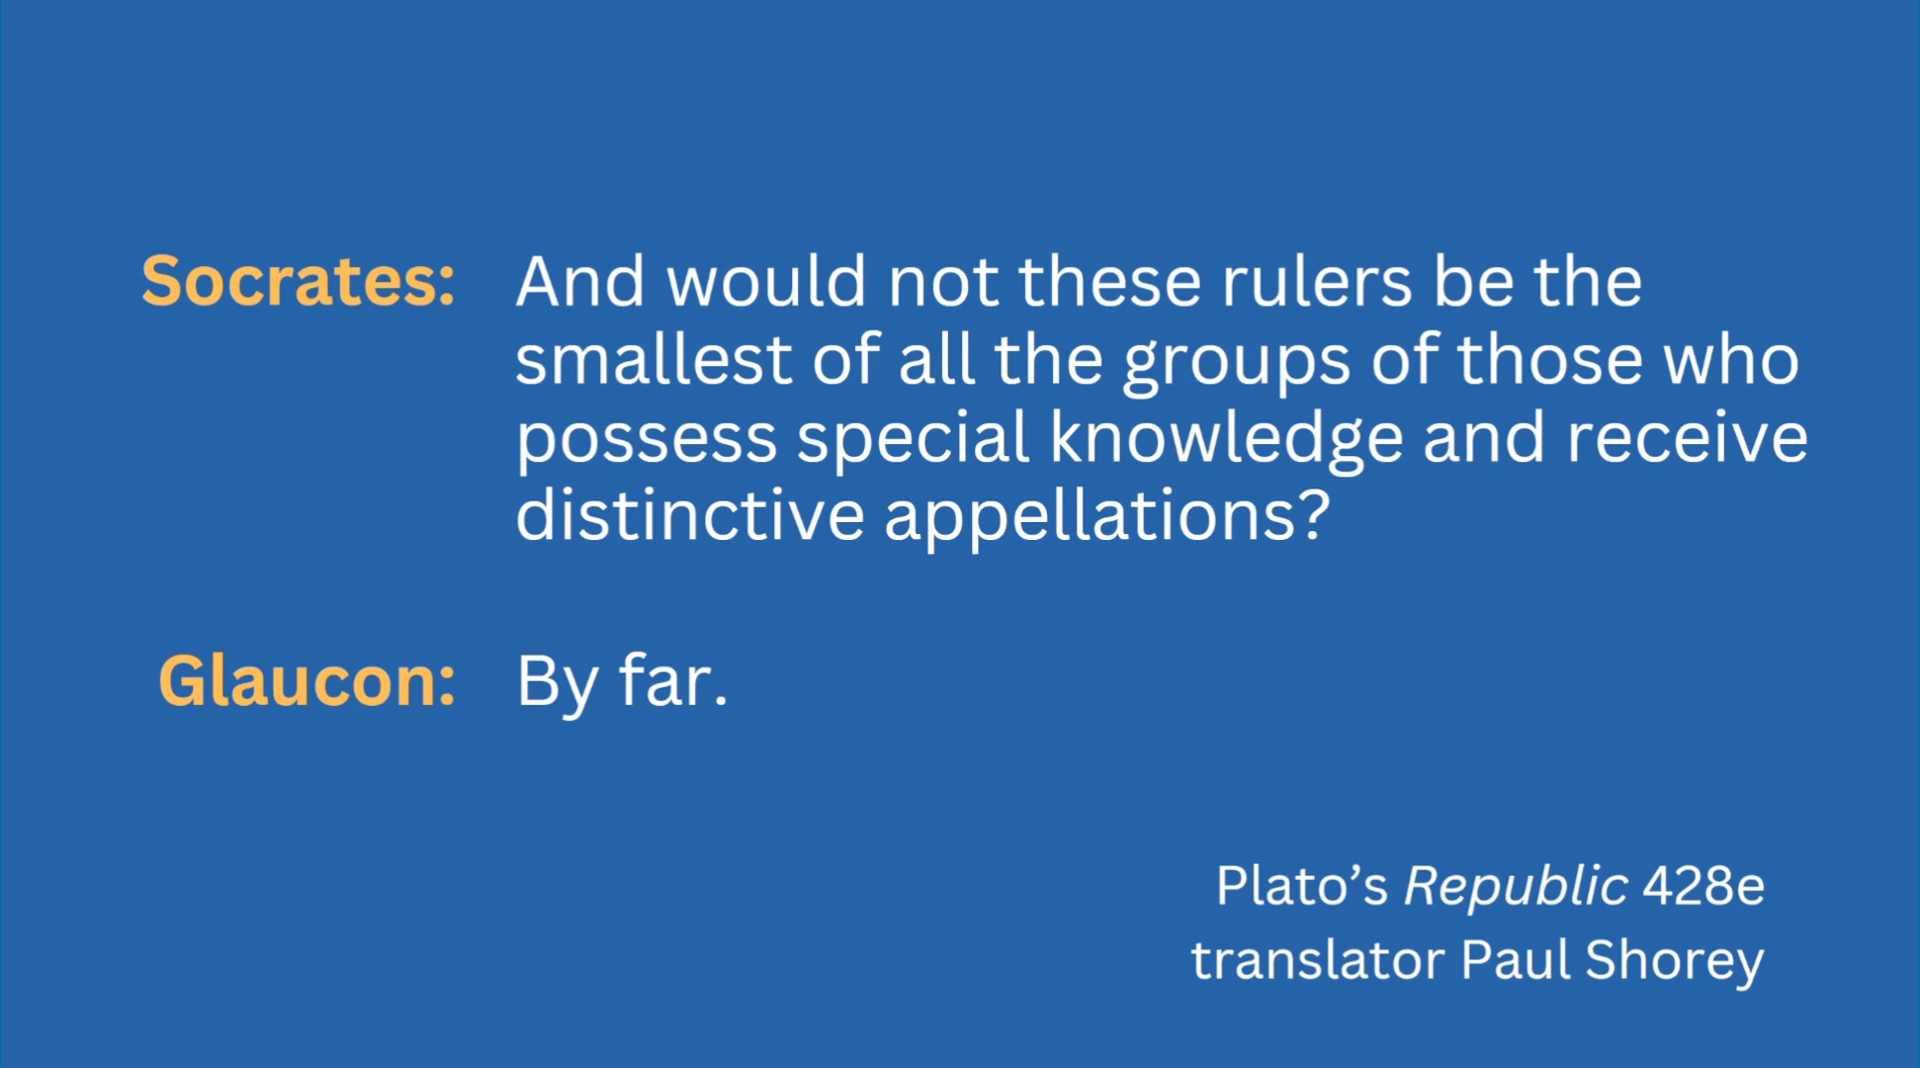 Socrates: And would not these rulers be the
smallest of all the groups of those who
possess special knowledge and receive
distinctive appellations?
Glaucon: By far.
Plato’s Republic 428e
translator Paul Shorey